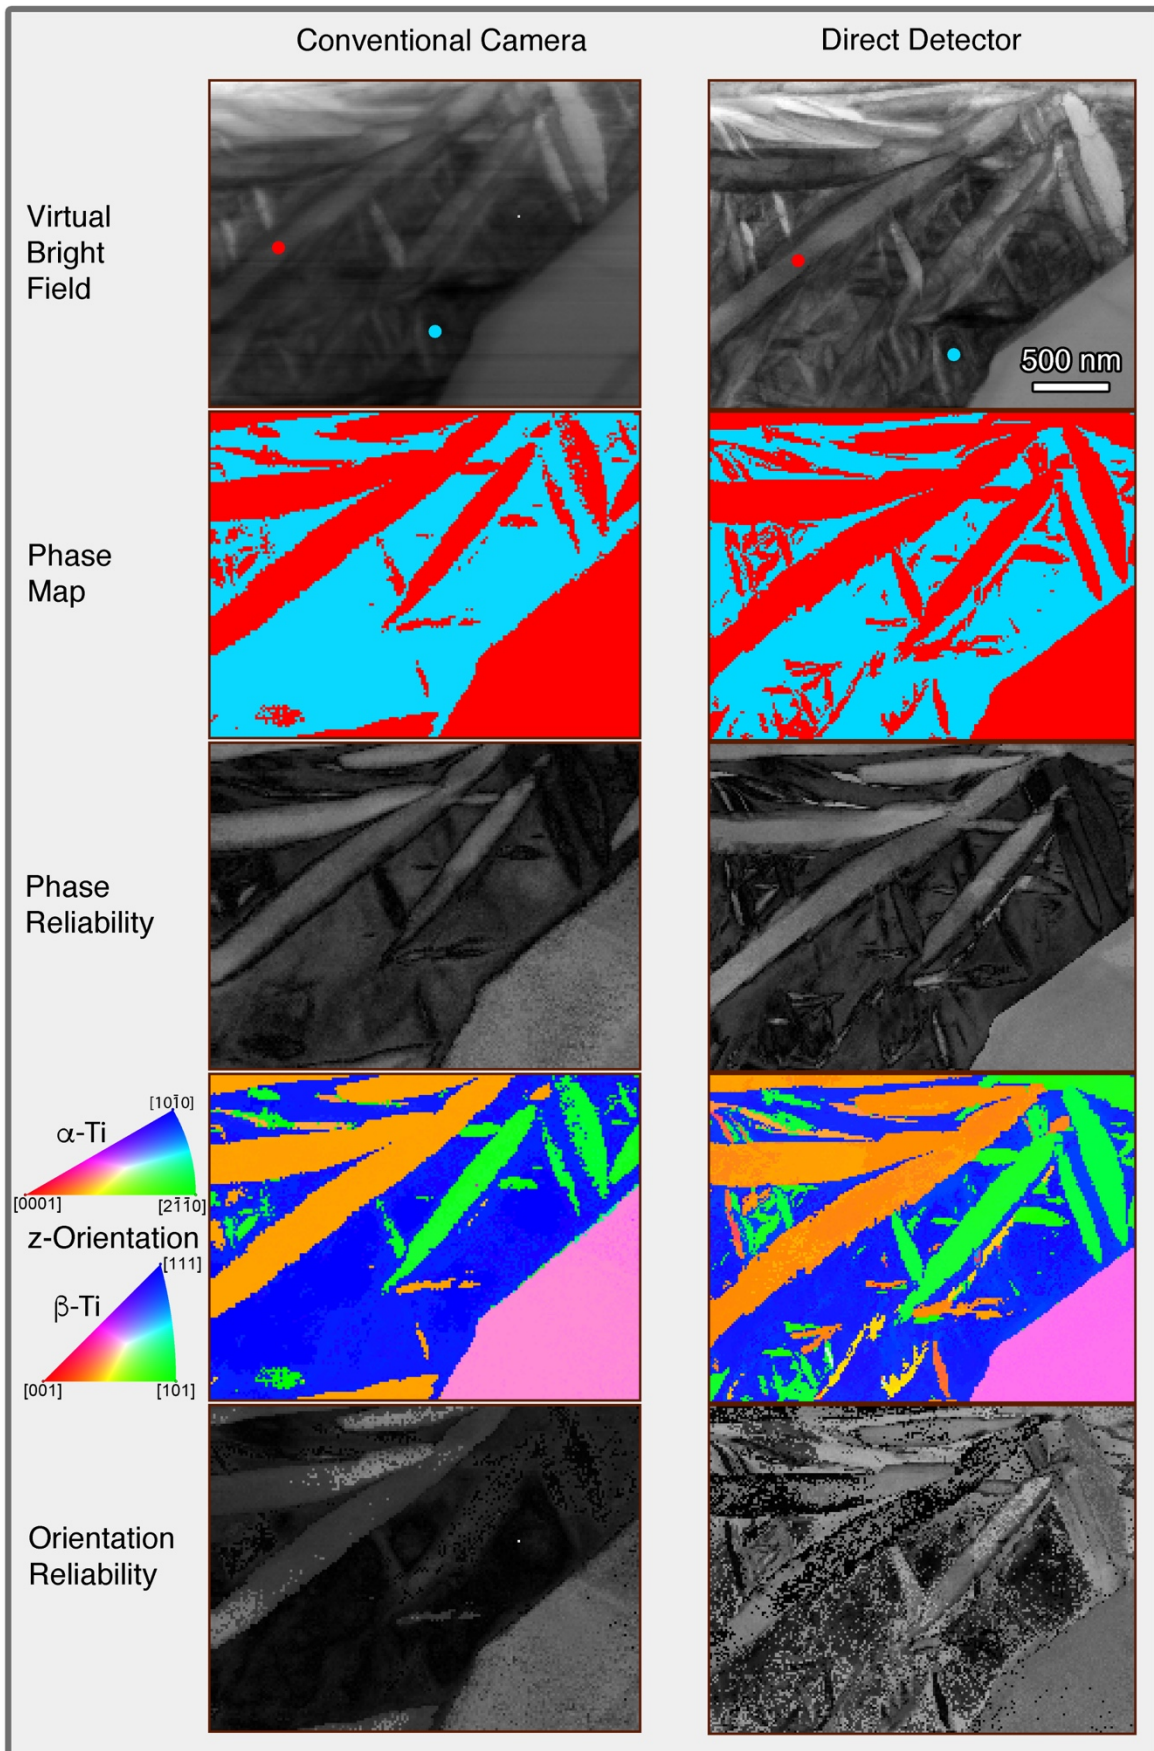 Conventional Camera
Direct Detector
Virtual
Bright
Field
500 nm
Phase
Map
Phase
Reliability
[101̄0]
α-Ti
[0001]
[21̄1̄0]
z-Orientation
[111]
β-Ti
[001]
[101]
Orientation
Reliability